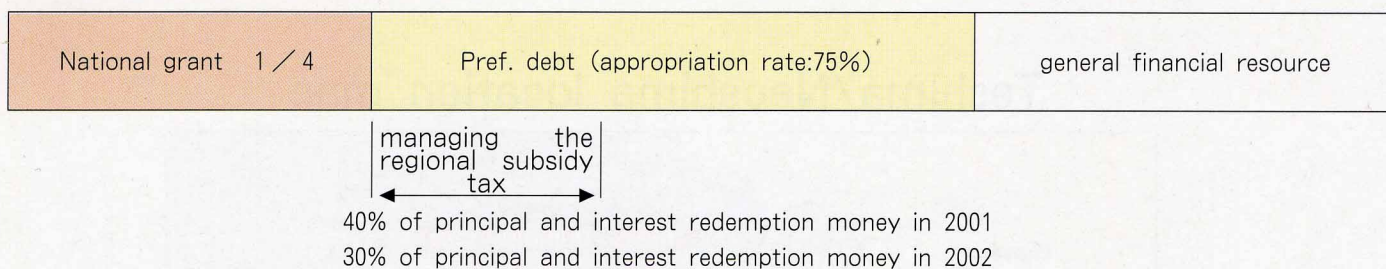 National grant 1／4
Pref. debt (appropriation rate:75%)
general financial resource
managing the
regional subsidy
tax
40% of principal and interest redemption money in 2001
30% of principal and interest redemption money in 2002